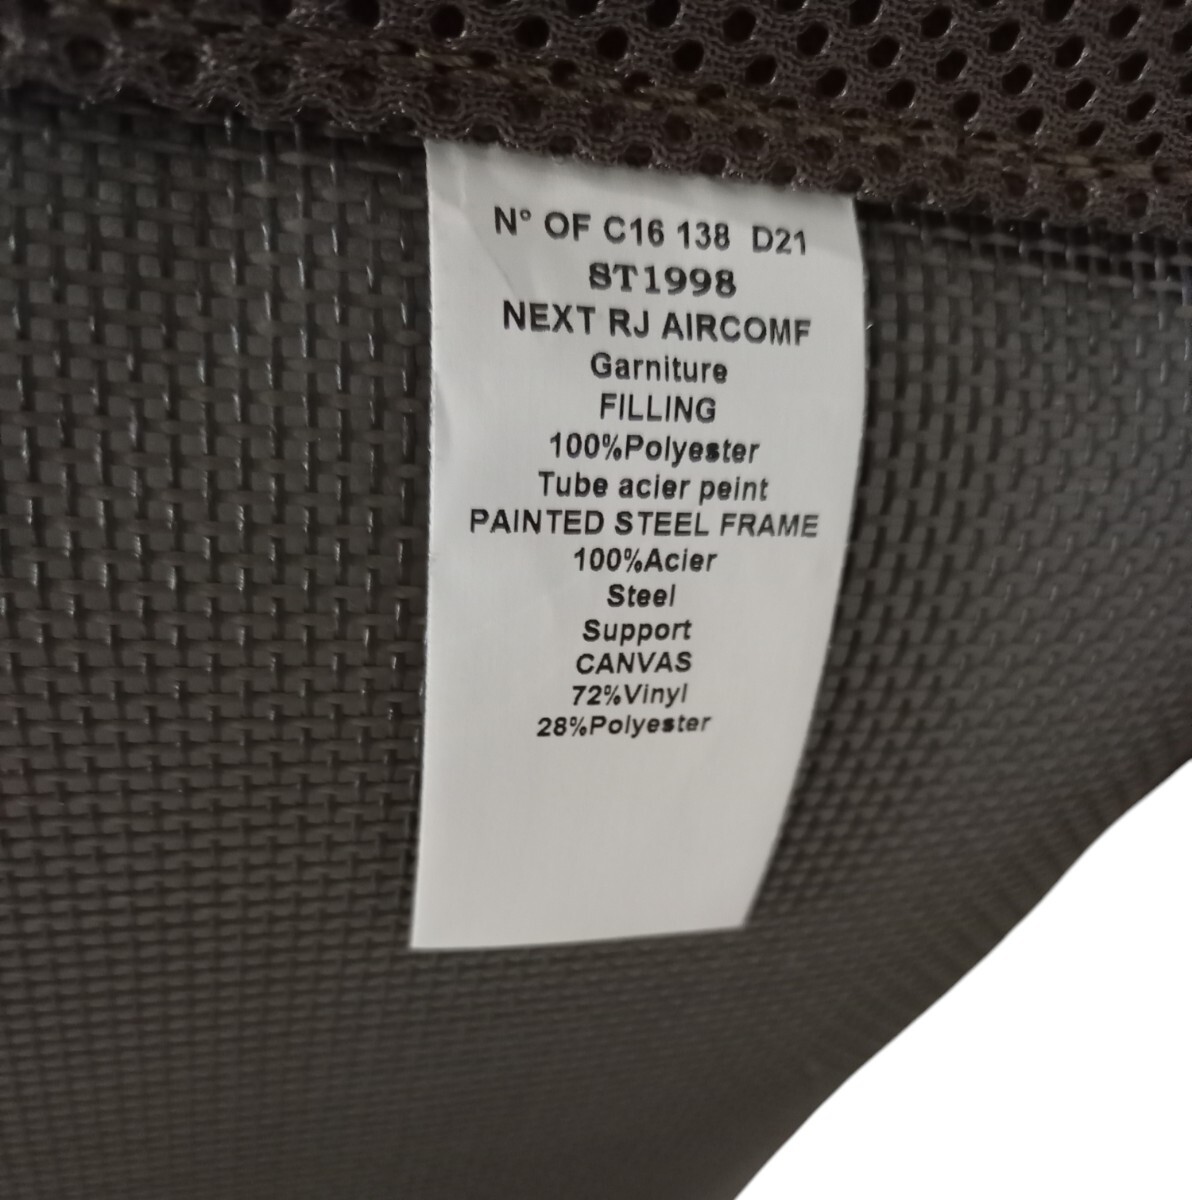 N° OF C16 138 D21
ST1998
NEXT RJ AIRCOMF
Garniture
FILLING
100%Polyester
Tube acier peint
PAINTED STEEL FRAME
100%Acier
Steel
Support
CANVAS
72%Vinyl
28%Polyester